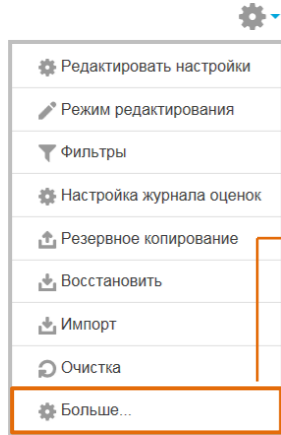 Редактировать настройки
Режим редактирования
Фильтры
Настройка журнала оценок
Резервное копирование
Восстановить
Импорт
Очистка
Больше...